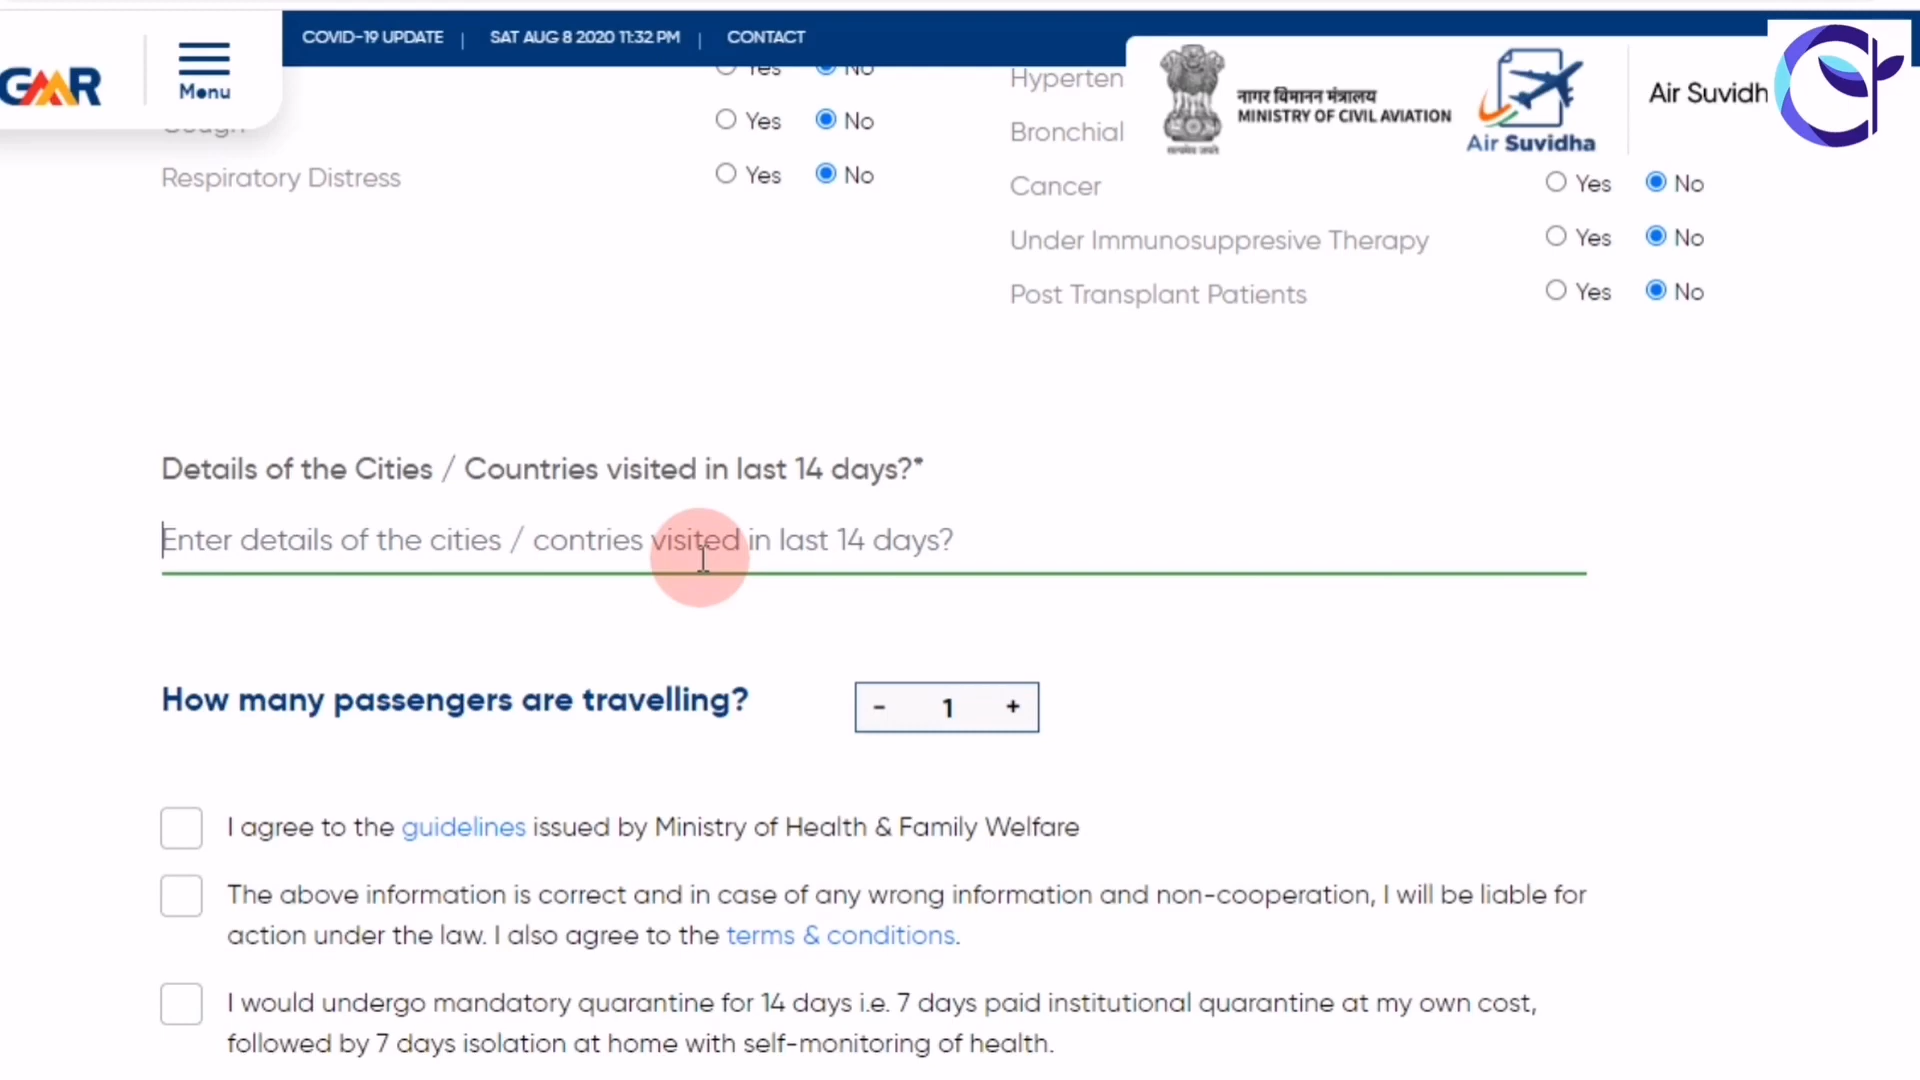 COVID-19 UPDATE | SAT AUG 8 2020 11:32 PM | CONTACT
GMR
Menu
नागर विमानन मंत्रालय
MINISTRY OF CIVIL AVIATION
Air Suvidha
Air Suvidh
Yes No
Hyperten
Cough Yes No
Bronchial
Respiratory Distress Yes No
Cancer Yes No
Under Immunosuppresive Therapy Yes No
Post Transplant Patients Yes No
Details of the Cities / Countries visited in last 14 days?*
Enter details of the cities / contries visited in last 14 days?
How many passengers are travelling? - 1 +
I agree to the guidelines issued by Ministry of Health & Family Welfare
The above information is correct and in case of any wrong information and non-cooperation, I will be liable for
action under the law. I also agree to the terms & conditions.
I would undergo mandatory quarantine for 14 days i.e. 7 days paid institutional quarantine at my own cost,
followed by 7 days isolation at home with self-monitoring of health.